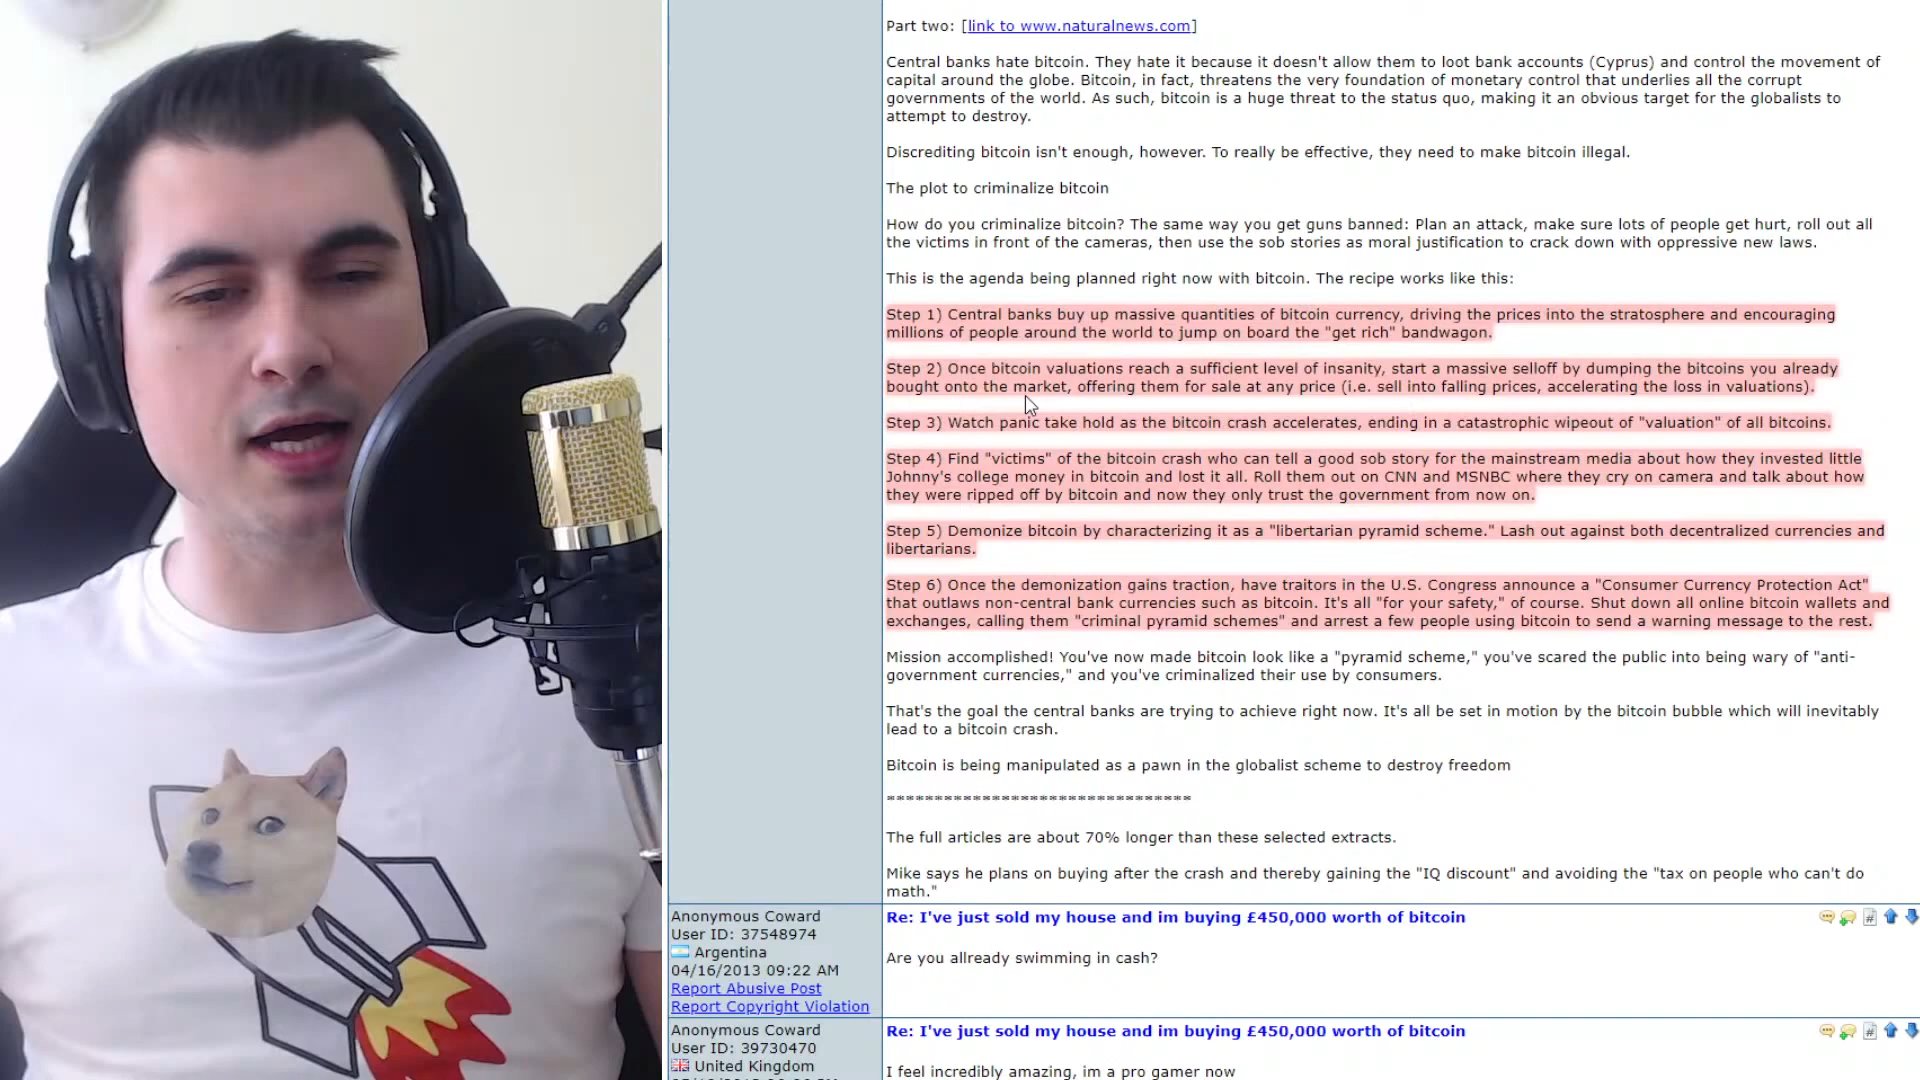 Part two: [link to www.naturalnews.com]
Central banks hate bitcoin. They hate it because it doesn't allow them to loot bank accounts (Cyprus) and control the movement of
capital around the globe. Bitcoin, in fact, threatens the very foundation of monetary control that underlies all the corrupt
governments of the world. As such, bitcoin is a huge threat to the status quo, making it an obvious target for the globalists to
attempt to destroy.
Discrediting bitcoin isn't enough, however. To really be effective, they need to make bitcoin illegal.
The plot to criminalize bitcoin
How do you criminalize bitcoin? The same way you get guns banned: Plan an attack, make sure lots of people get hurt, roll out all
the victims in front of the cameras, then use the sob stories as moral justification to crack down with oppressive new laws.
This is the agenda being planned right now with bitcoin. The recipe works like this:
Step 1) Central banks buy up massive quantities of bitcoin currency, driving the prices into the stratosphere and encouraging
millions of people around the world to jump on board the "get rich" bandwagon.
Step 2) Once bitcoin valuations reach a sufficient level of insanity, start a massive selloff by dumping the bitcoins you already
bought onto the market, offering them for sale at any price (i.e. sell into falling prices, accelerating the loss in valuations).
Step 3) Watch panic take hold as the bitcoin crash accelerates, ending in a catastrophic wipeout of "valuation" of all bitcoins.
Step 4) Find "victims" of the bitcoin crash who can tell a good sob story for the mainstream media about how they invested little
Johnny's college money in bitcoin and lost it all. Roll them out on CNN and MSNBC where they cry on camera and talk about how
they were ripped off by bitcoin and now they only trust the government from now on.
Step 5) Demonize bitcoin by characterizing it as a "libertarian pyramid scheme." Lash out against both decentralized currencies and
libertarians.
Step 6) Once the demonization gains traction, have traitors in the U.S. Congress announce a "Consumer Currency Protection Act"
that outlaws non-central bank currencies such as bitcoin. It's all "for your safety," of course. Shut down all online bitcoin wallets and
exchanges, calling them "criminal pyramid schemes" and arrest a few people using bitcoin to send a warning message to the rest.
Mission accomplished! You've now made bitcoin look like a "pyramid scheme," you've scared the public into being wary of "anti-
government currencies," and you've criminalized their use by consumers.
That's the goal the central banks are trying to achieve right now. It's all be set in motion by the bitcoin bubble which will inevitably
lead to a bitcoin crash.
Bitcoin is being manipulated as a pawn in the globalist scheme to destroy freedom
********************************
The full articles are about 70% longer than these selected extracts.
Mike says he plans on buying after the crash and thereby gaining the "IQ discount" and avoiding the "tax on people who can't do
math."
Anonymous Coward
User ID: 37548974
Argentina
04/16/2013 09:22 AM
Report Abusive Post
Report Copyright Violation
Re: I've just sold my house and im buying £450,000 worth of bitcoin
Are you allready swimming in cash?
Anonymous Coward
User ID: 39730470
United Kingdom
Re: I've just sold my house and im buying £450,000 worth of bitcoin
I feel incredibly amazing, im a pro gamer now